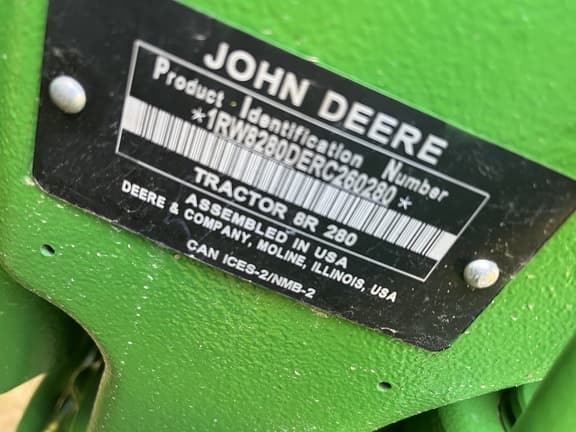 JOHN DEERE
Product Identification Number
*1RW8280DERC260280*
TRACTOR 8R 280
ASSEMBLED IN USA
DEERE & COMPANY, MOLINE, ILLINOIS, USA
CAN ICES-2/NMB-2